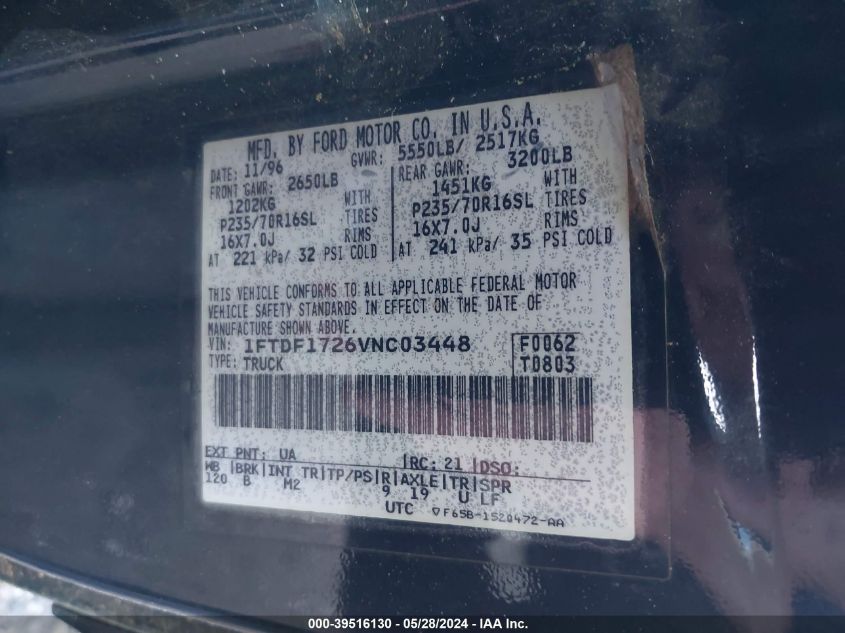 MFD. BY FORD MOTOR CO. IN U.S.A.
DATE: 11/96 GVWR: 5550LB/ 2517KG
FRONT GAWR: 2650LB REAR GAWR: 3200LB
1202KG WITH 1451KG WITH
P235/70R16SL TIRES P235/70R16SL TIRES
16X7.0J RIMS 16X7.0J RIMS
AT 221 kPa/ 32 PSI COLD AT 241 kPa/ 35 PSI COLD
THIS VEHICLE CONFORMS TO ALL APPLICABLE FEDERAL MOTOR
VEHICLE SAFETY STANDARDS IN EFFECT ON THE DATE OF
MANUFACTURE SHOWN ABOVE.
VIN: 1FTDF1726VNC03448 F0062
TYPE: TRUCK T0803
EXT PNT: UA |RC: 21 |DSO:
WB |BRK|INT TR|TP/PS|R|AXLE|TR|SPR
120 B M2 9 19 U LF
UTC ▽F65B-1520472-AA
000-39516130 - 05/28/2024 - IAA Inc.